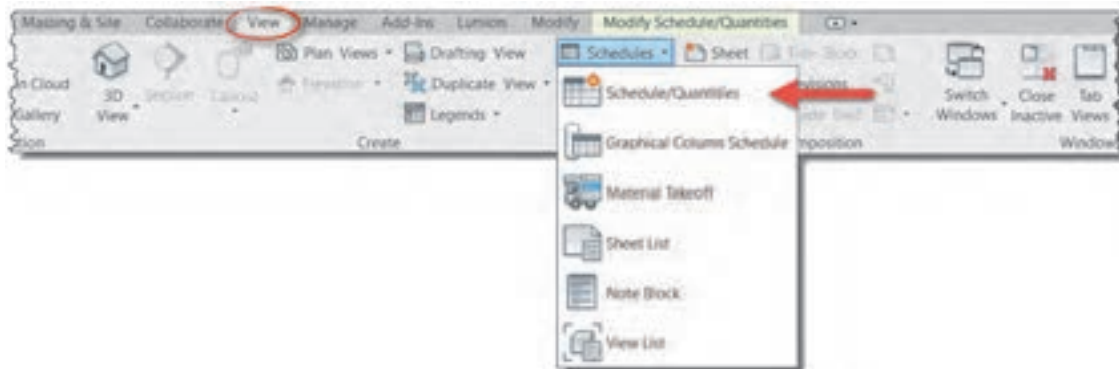 Massing & Site Collaborate View Manage Add-Ins Lumion Modify Modify Schedule/Quantities
Plan Views Drafting View Schedules Sheet
in Cloud 3D View Section Duplicate View Switch Windows Close Inactive Tab Views
Gallery Legends
Create
Schedule/Quantities
Graphical Column Schedule
Material Takeoff
Sheet List
Note Block
View List